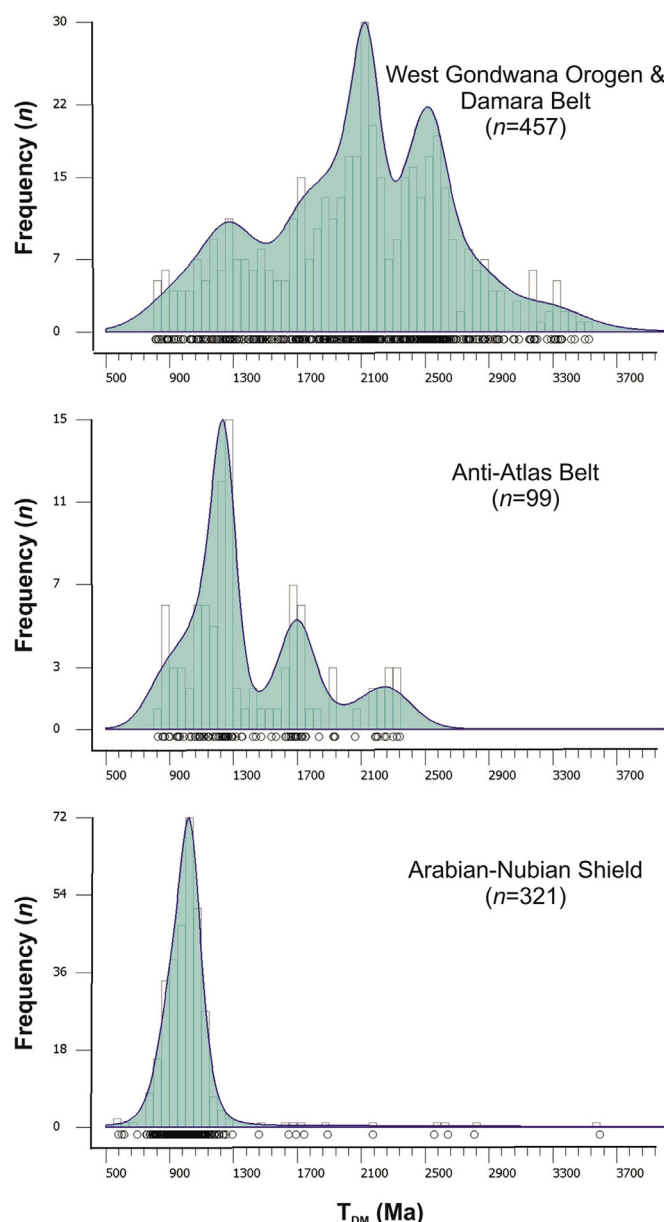 30
22
15
7
0
Frequency (n)
West Gondwana Orogen &
Damara Belt
(n=457)
500 900 1300 1700 2100 2500 2900 3300 3700
15
11
7
3
0
Frequency (n)
Anti-Atlas Belt
(n=99)
500 900 1300 1700 2100 2500 2900 3300 3700
72
54
36
18
0
Frequency (n)
Arabian-Nubian Shield
(n=321)
500 900 1300 1700 2100 2500 2900 3300 3700
TDM (Ma)